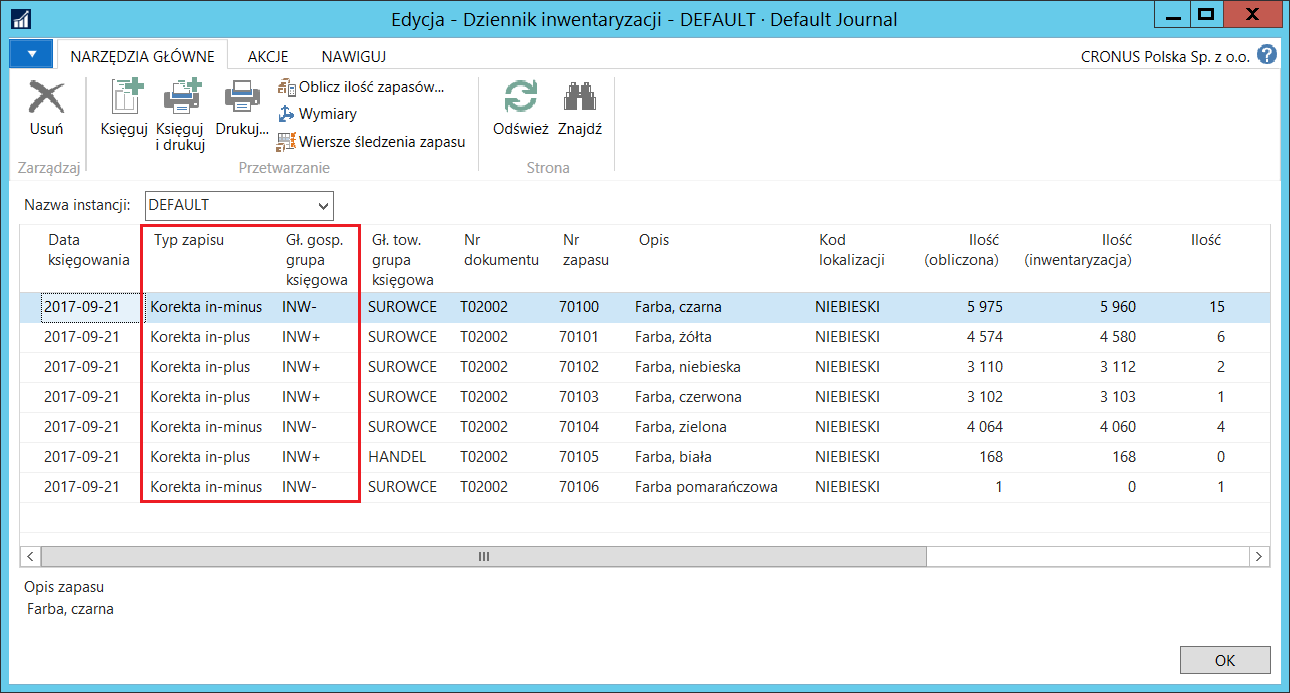 Edycja - Dziennik inwentaryzacji - DEFAULT · Default Journal
NARZĘDZIA GŁÓWNE AKCJE NAWIGUJ CRONUS Polska Sp. z o.o. ?
Usuń
Zarządzaj
Księguj
Księguj i drukuj
Drukuj...
Oblicz ilość zapasów...
Wymiary
Wiersze śledzenia zapasu
Przetwarzanie
Odśwież
Znajdź
Strona
Nazwa instancji: DEFAULT
Data księgowania Typ zapisu Gł. gosp. grupa księgowa Gł. tow. grupa księgowa Nr dokumentu Nr zapasu Opis Kod lokalizacji Ilość (obliczona) Ilość (inwentaryzacja) Ilość
2017-09-21 Korekta in-minus INW- SUROWCE T02002 70100 Farba, czarna NIEBIESKI 5 975 5 960 15
2017-09-21 Korekta in-plus INW+ SUROWCE T02002 70101 Farba, żółta NIEBIESKI 4 574 4 580 6
2017-09-21 Korekta in-plus INW+ SUROWCE T02002 70102 Farba, niebieska NIEBIESKI 3 110 3 112 2
2017-09-21 Korekta in-plus INW+ SUROWCE T02002 70103 Farba, czerwona NIEBIESKI 3 102 3 103 1
2017-09-21 Korekta in-minus INW- SUROWCE T02002 70104 Farba, zielona NIEBIESKI 4 064 4 060 4
2017-09-21 Korekta in-plus INW+ HANDEL T02002 70105 Farba, biała NIEBIESKI 168 168 0
2017-09-21 Korekta in-minus INW- SUROWCE T02002 70106 Farba pomarańczowa NIEBIESKI 1 0 1
Opis zapasu
Farba, czarna
OK